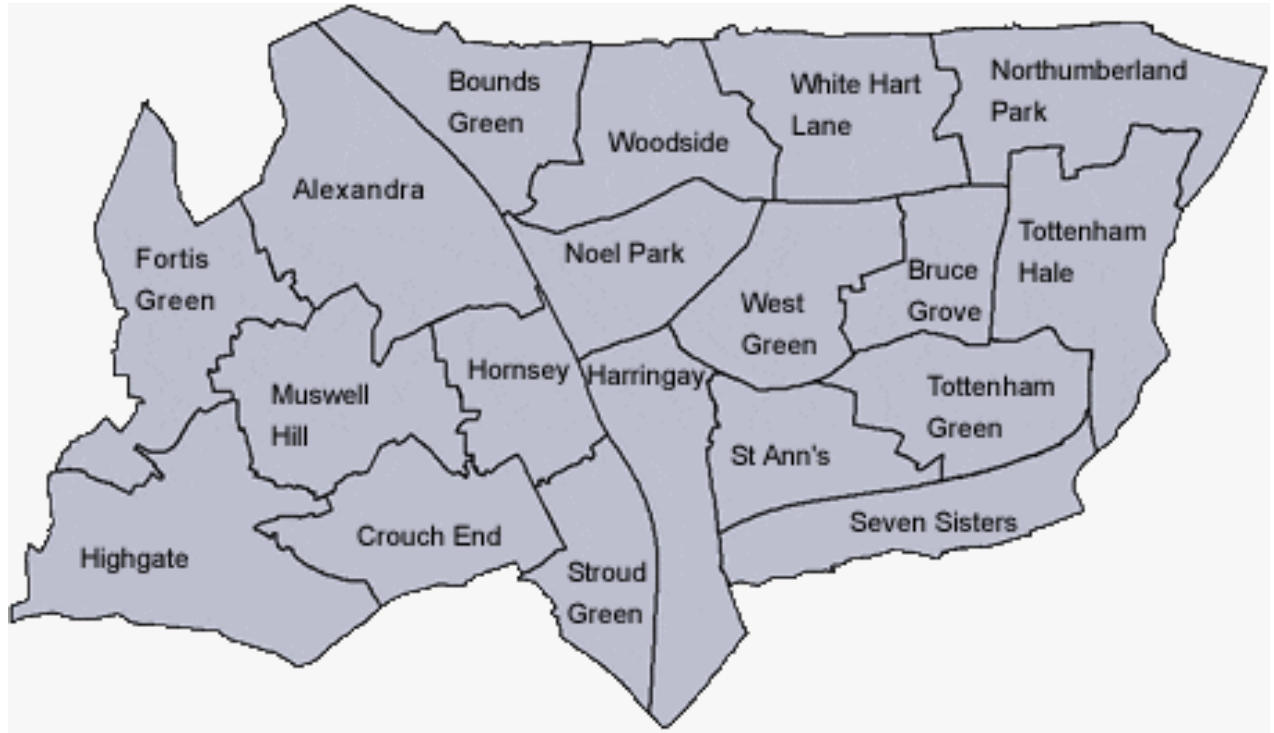 Bounds
Green
White Hart
Lane
Northumberland
Park
Woodside
Alexandra
Fortis
Green
Noel Park
Tottenham
Hale
Bruce
Grove
West
Green
Hornsey
Harringay
Muswell
Hill
Tottenham
Green
St Ann's
Crouch End
Seven Sisters
Highgate
Stroud
Green